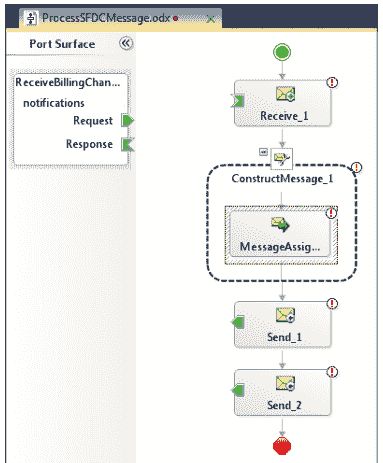 ProcessSFDCMessage.odx
Port Surface
ReceiveBillingChan...
notifications
Request
Response
Receive_1
ConstructMessage_1
MessageAssig...
Send_1
Send_2